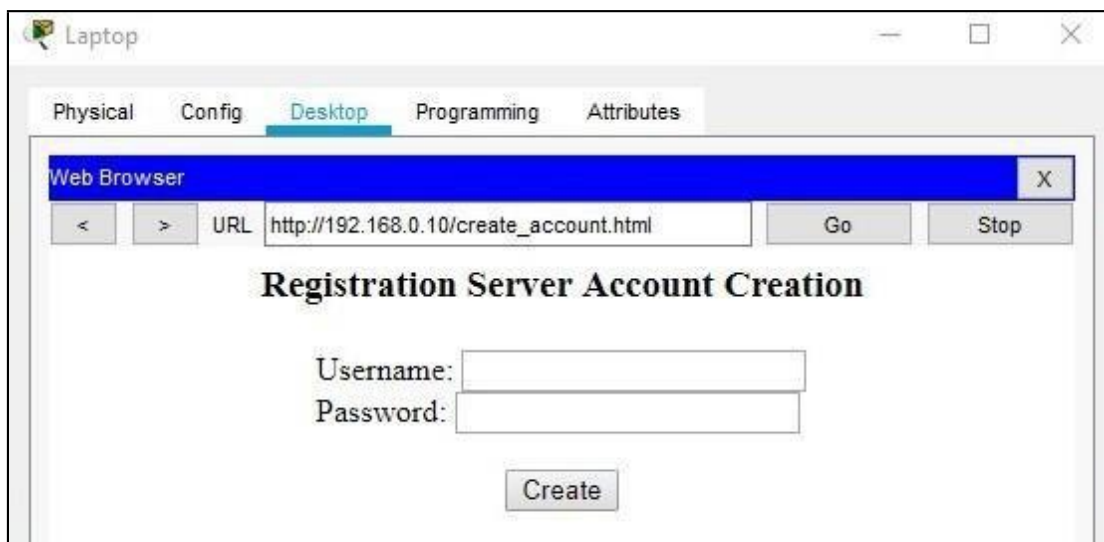 Laptop
Physical Config Desktop Programming Attributes
Web Browser X
< > URL http://192.168.0.10/create_account.html Go Stop
Registration Server Account Creation
Username:
Password:
Create